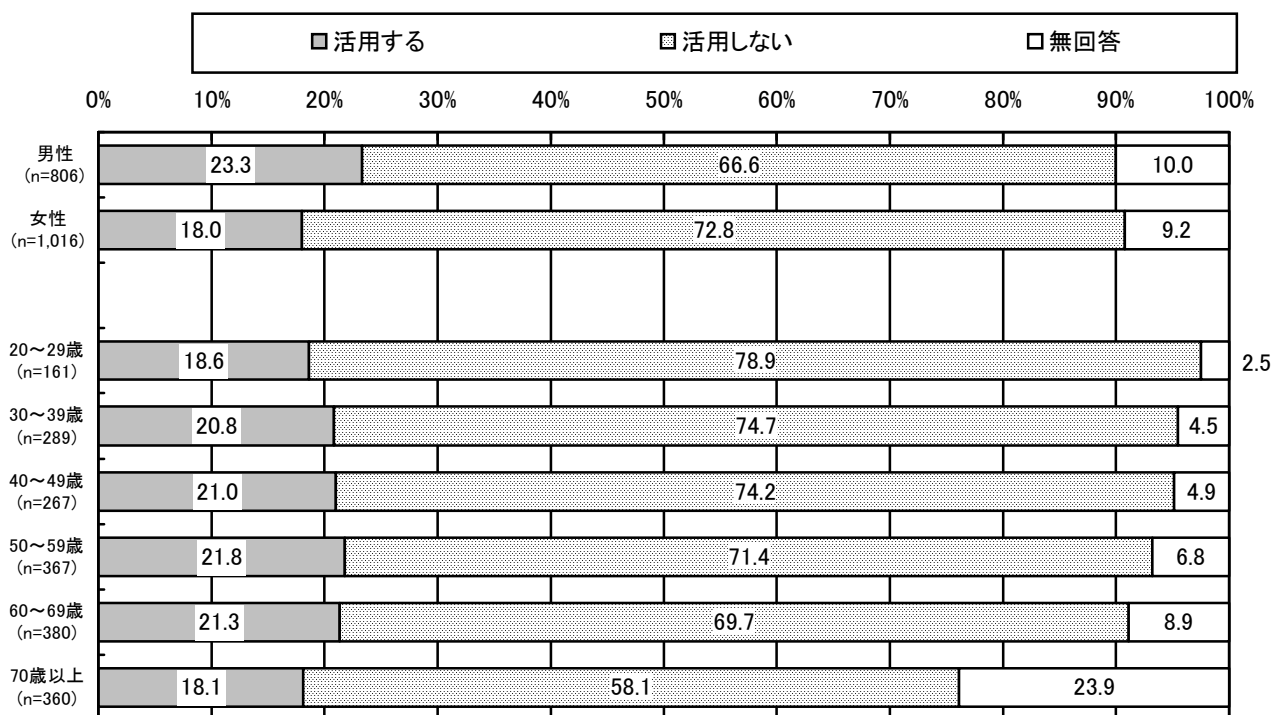 活用する 活用しない 無回答
0% 10% 20% 30% 40% 50% 60% 70% 80% 90% 100%
男性
(n=806)
23.3 66.6 10.0
女性
(n=1,016)
18.0 72.8 9.2
20～29歳
(n=161)
18.6 78.9 2.5
30～39歳
(n=289)
20.8 74.7 4.5
40～49歳
(n=267)
21.0 74.2 4.9
50～59歳
(n=367)
21.8 71.4 6.8
60～69歳
(n=380)
21.3 69.7 8.9
70歳以上
(n=360)
18.1 58.1 23.9